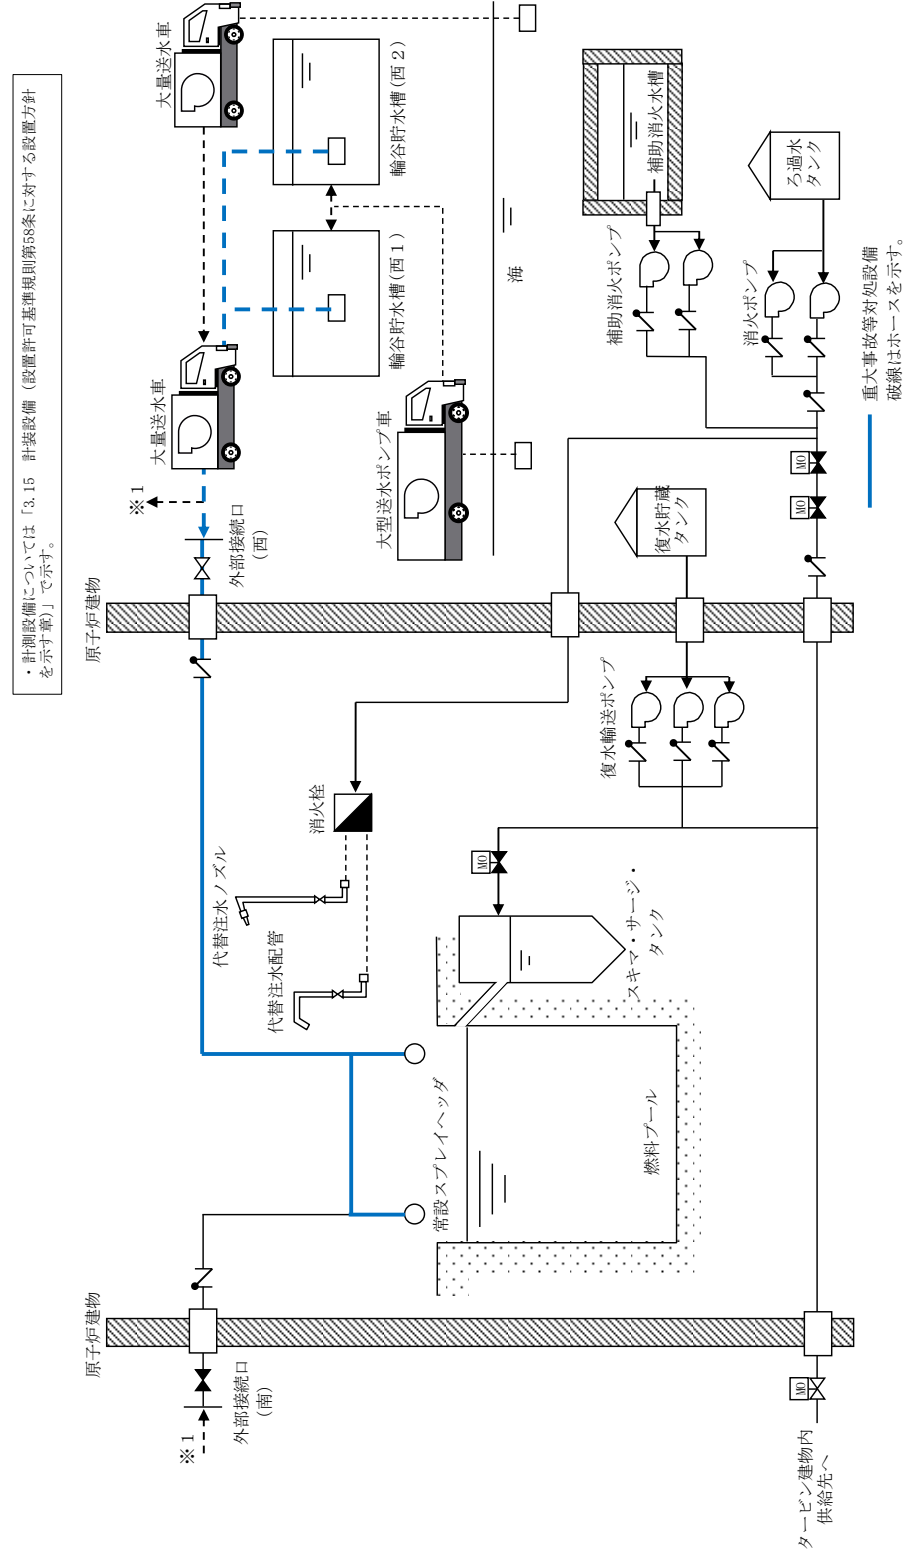 ・計測設備については「3.15　計装設備（設置許可基準規則第58条に対する設置方針
を示す章）」で示す。
原子炉建物
原子炉建物
※1
外部接続口
（南）
※1
外部接続口
（西）
大量送水車
大量送水車
輪谷貯水槽(西1)
輪谷貯水槽(西2)
海
大型送水ポンプ車
代替注水ノズル
代替注水配管
消火栓
常設スプレイヘッダ
燃料プール
スキマ・サージ・
タンク
MO
復水輸送ポンプ
復水貯蔵
タンク
補助消火ポンプ
補助消火水槽
消火ポンプ
ろ過水
タンク
MO
MO
MO
タービン建物内
供給先へ
重大事故等対処設備
破線はホースを示す。